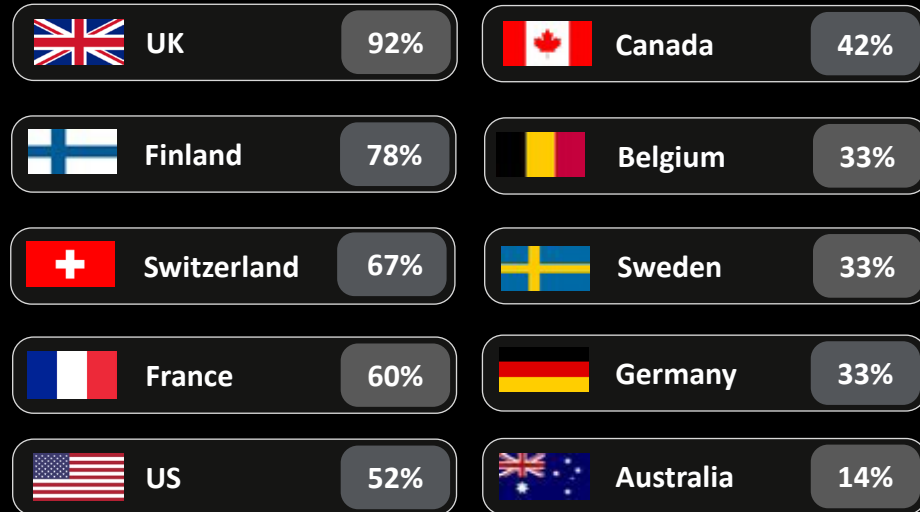 UK 92%
Finland 78%
Switzerland 67%
France 60%
US 52%
Canada 42%
Belgium 33%
Sweden 33%
Germany 33%
Australia 14%